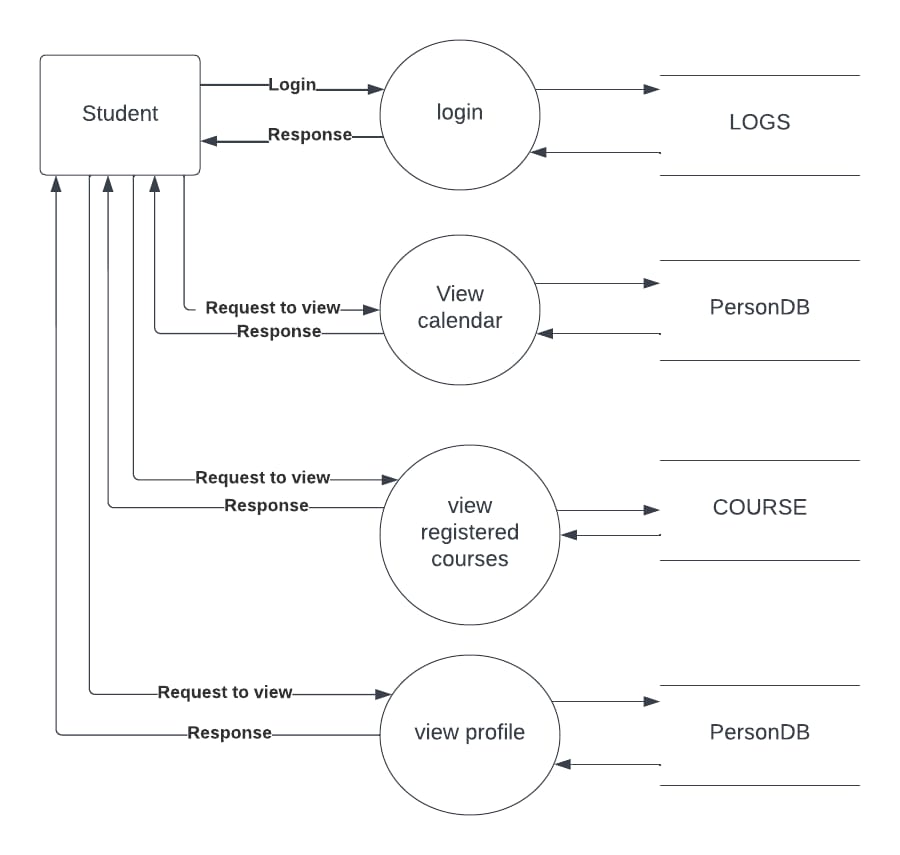 Student
Login
login
LOGS
Response
Request to view
Response
View
calendar
PersonDB
Request to view
Response
view
registered
courses
COURSE
Request to view
Response
view profile
PersonDB